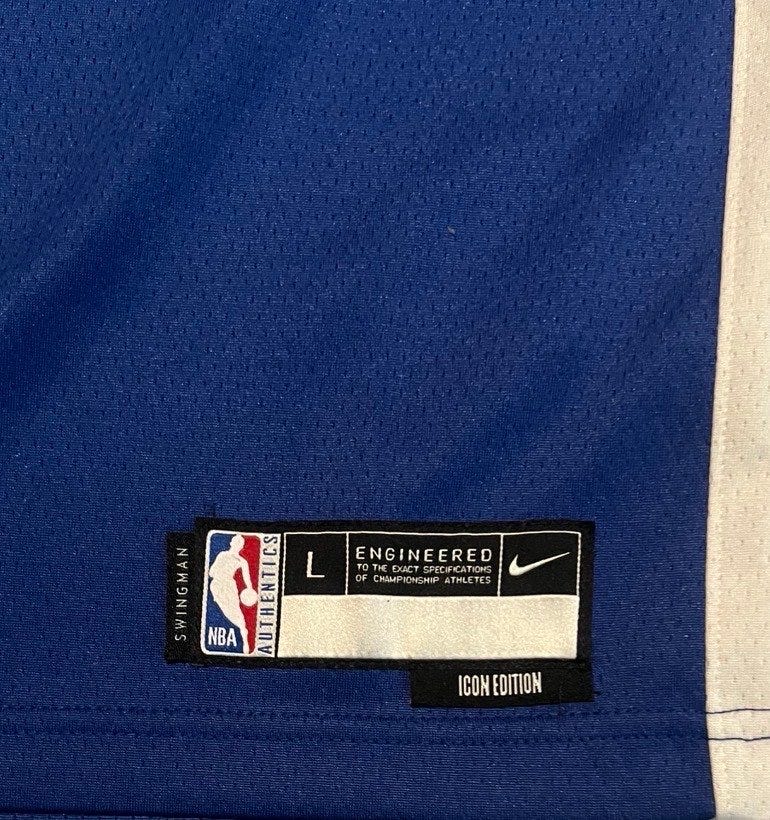 SWINGMAN
NBA
AUTHENTICS
L
ENGINEERED
TO THE EXACT SPECIFICATIONS
OF CHAMPIONSHIP ATHLETES
ICON EDITION